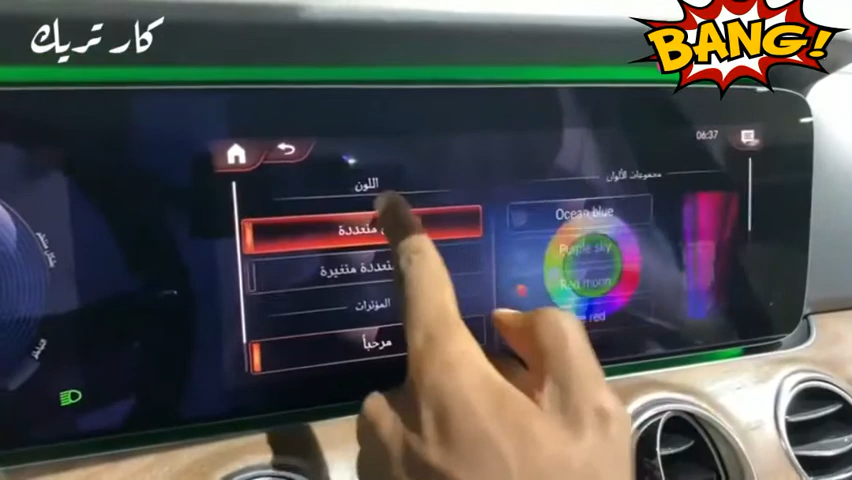 كار تريك
BANG!
06:37
اللون
مجموعات الألوان
متعددة
متعددة متغيرة
المؤثرات
مرحباً
Ocean blue
Purple sky
Red moon
red